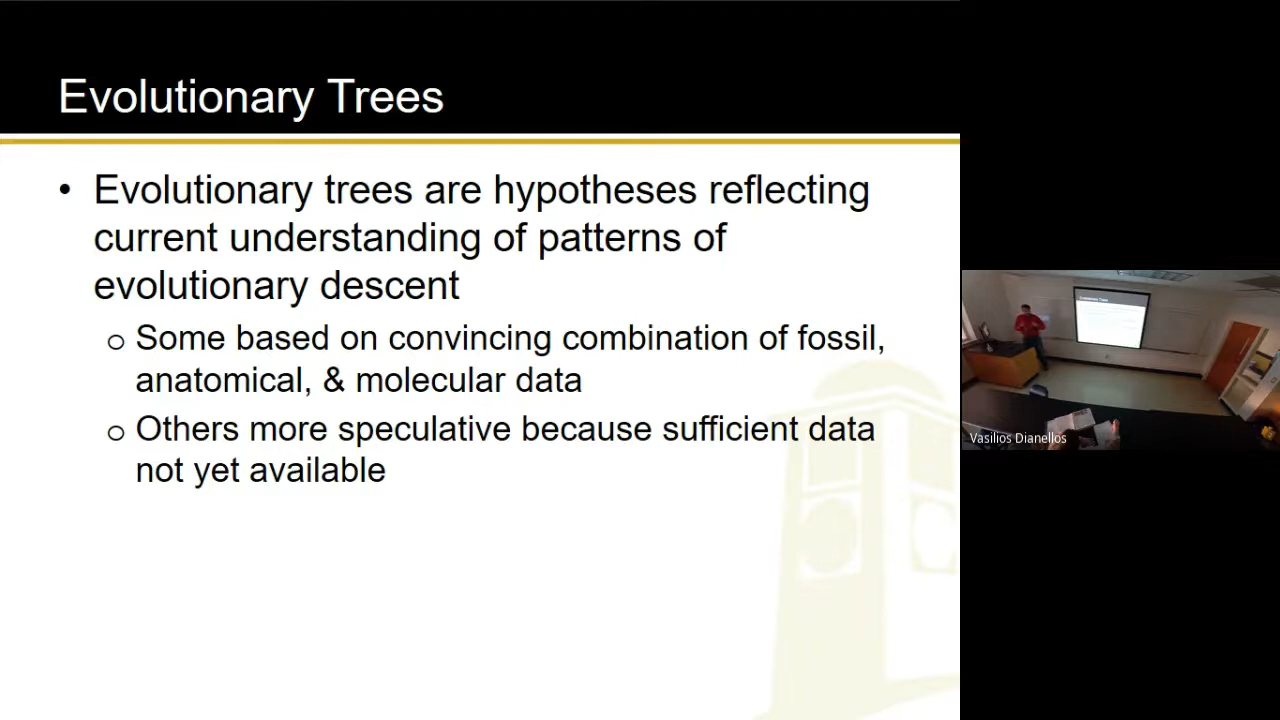 Evolutionary Trees
• Evolutionary trees are hypotheses reflecting
current understanding of patterns of
evolutionary descent
o Some based on convincing combination of fossil,
anatomical, & molecular data
o Others more speculative because sufficient data
not yet available
Vasilios Dianellos